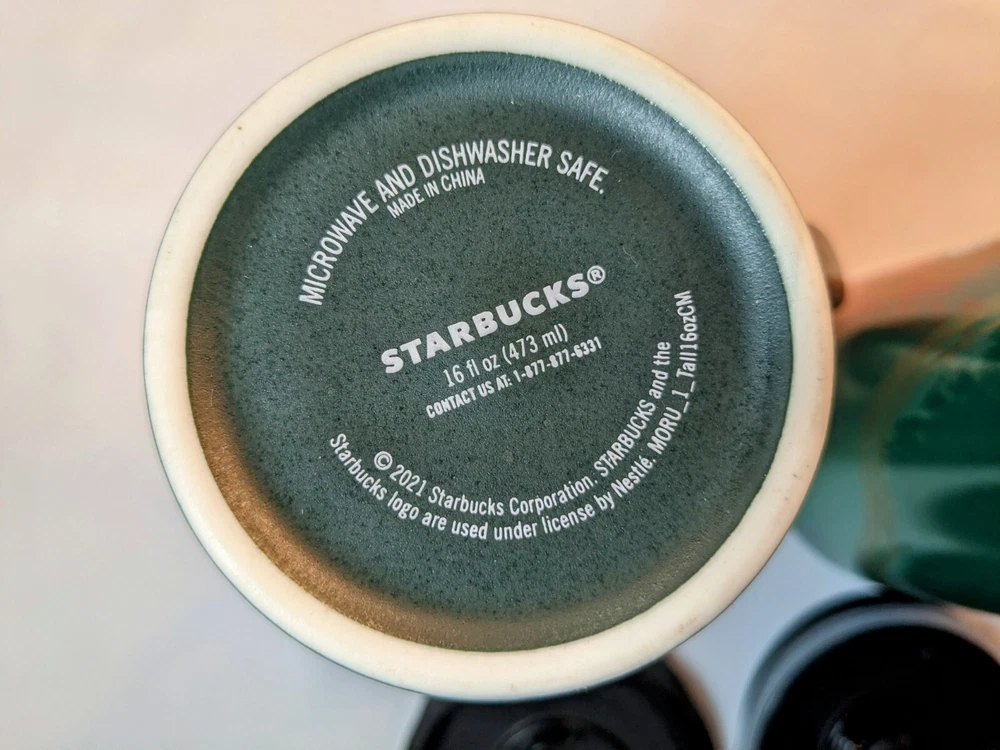 MICROWAVE AND DISHWASHER SAFE.
MADE IN CHINA
STARBUCKS®
16 fl oz (473 ml)
CONTACT US AT: 1-877-877-6331
© 2021 Starbucks Corporation. STARBUCKS and the
Starbucks logo are used under license by Nestlé. MORU_1_Tall16ozCM